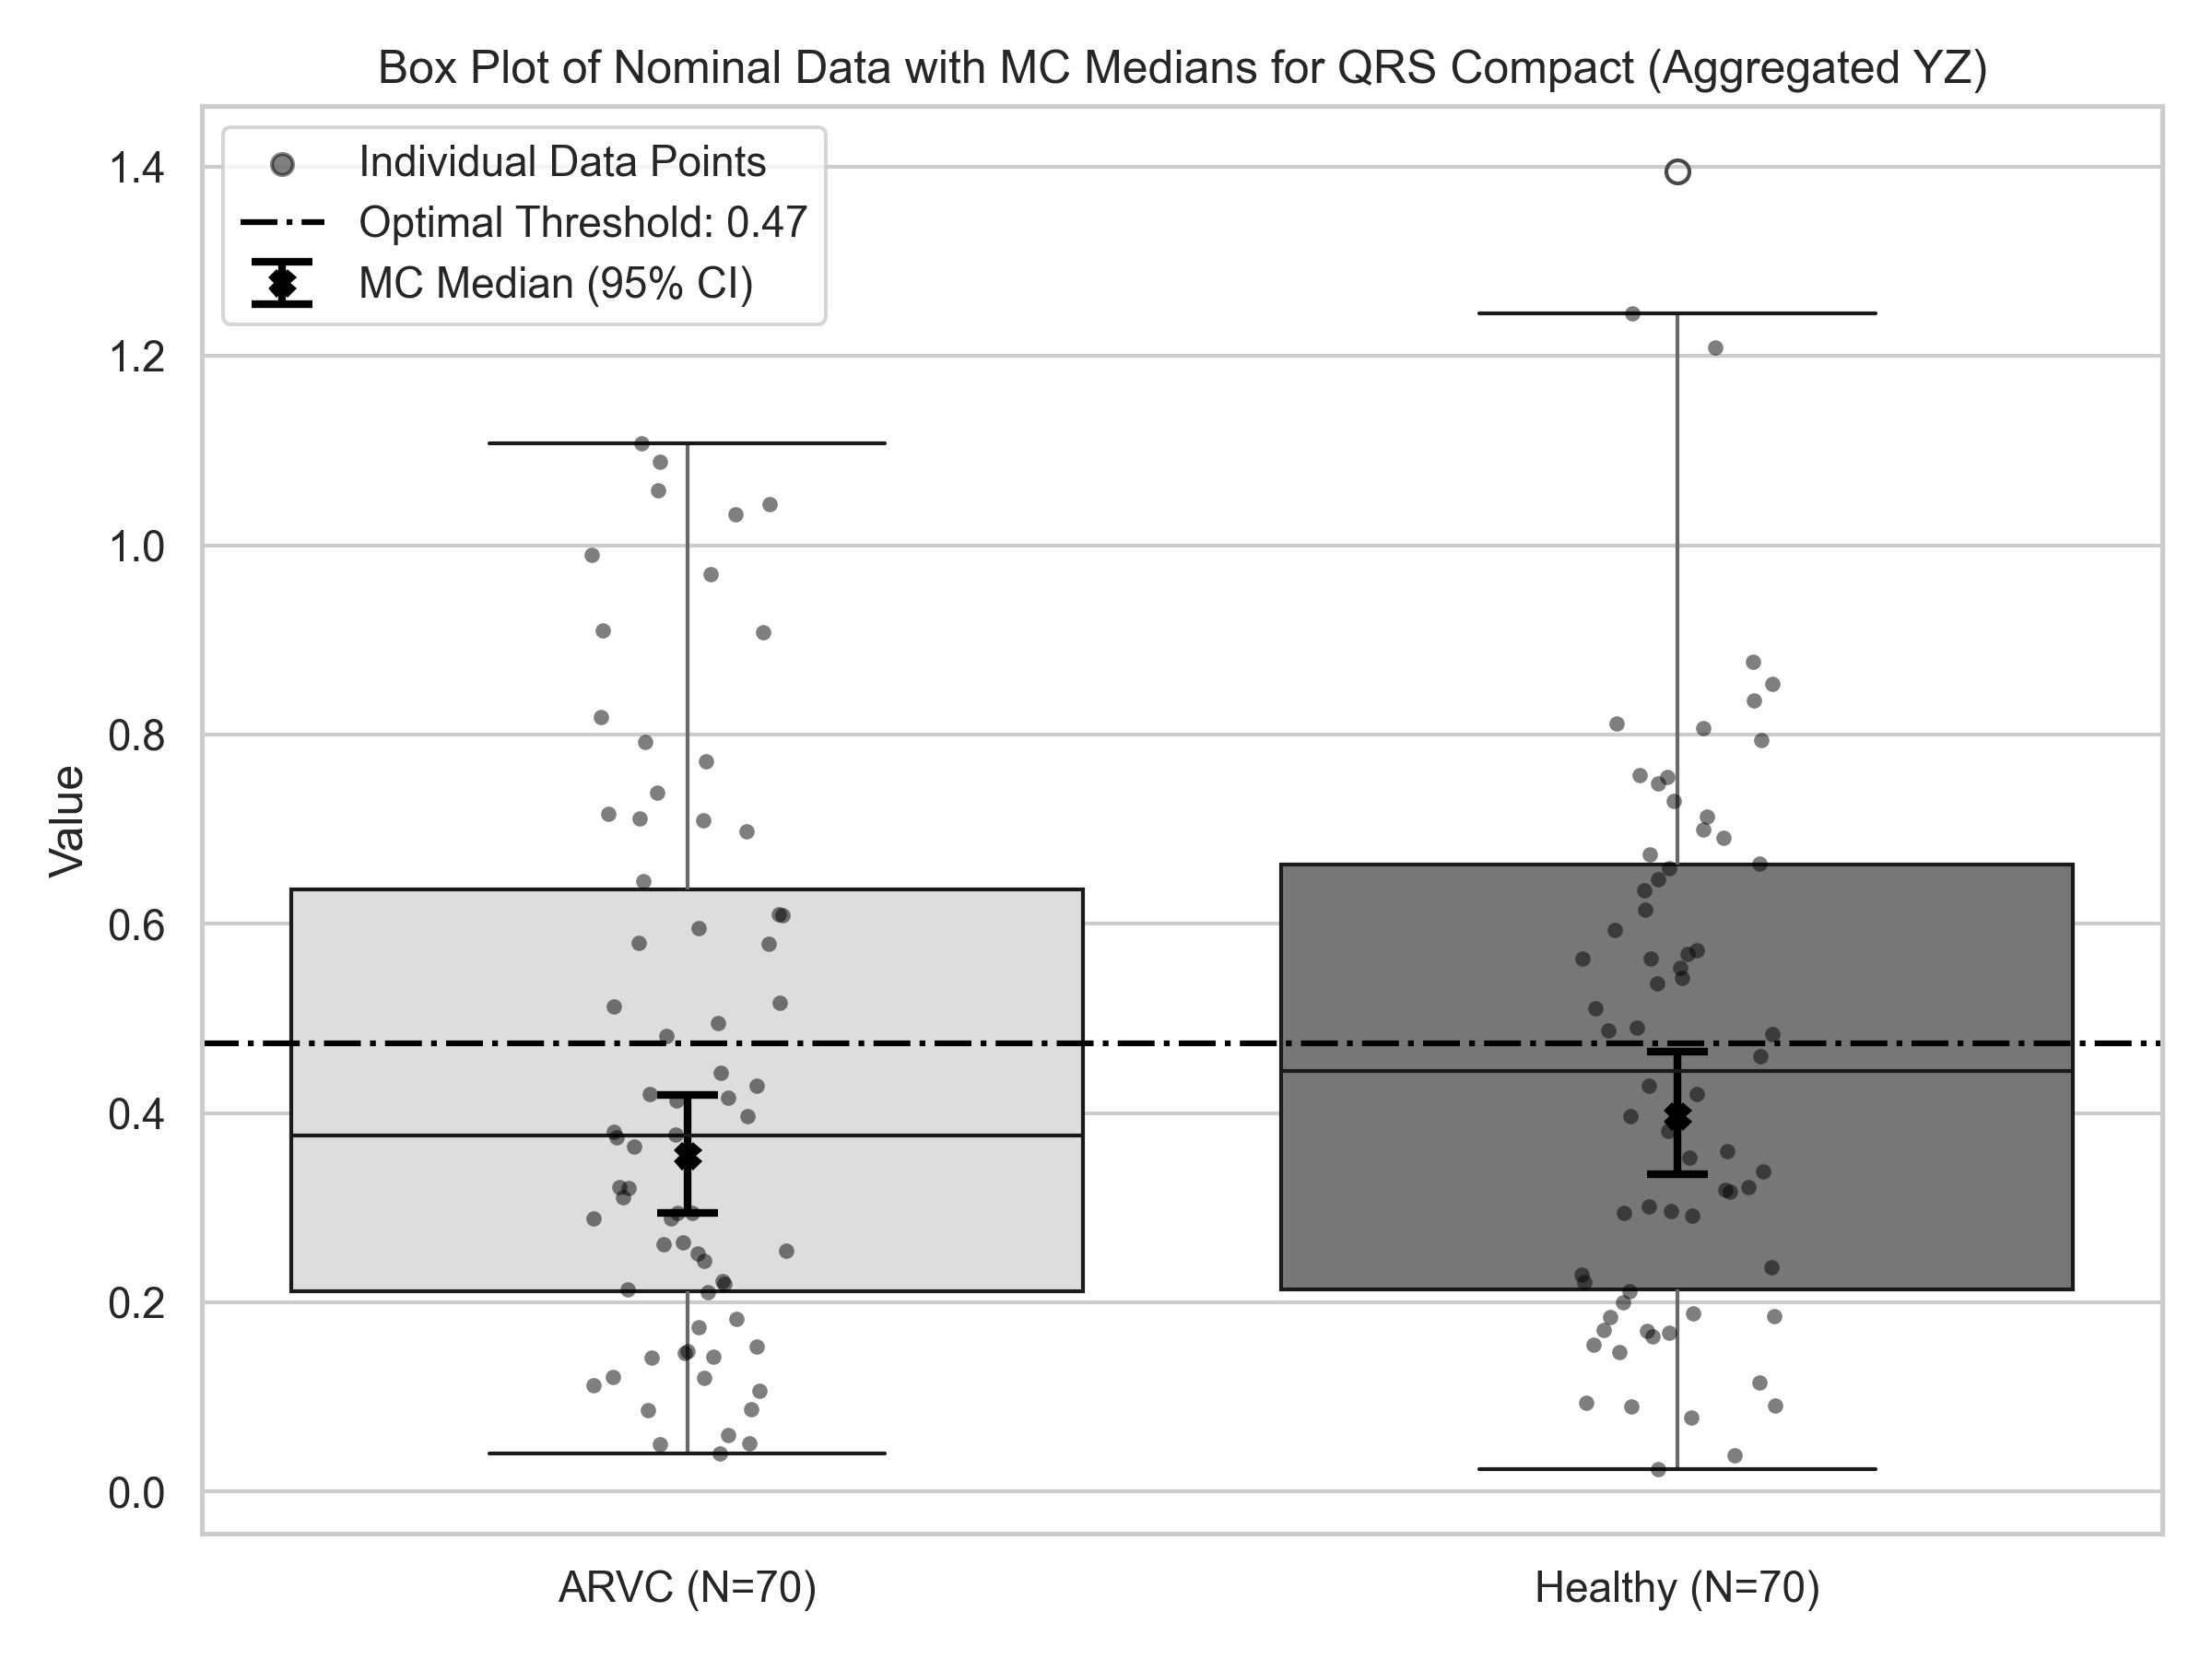 Box Plot of Nominal Data with MC Medians for QRS Compact (Aggregated YZ)
Individual Data Points
Optimal Threshold: 0.47
MC Median (95% CI)
1.4
1.2
1.0
0.8
0.6
0.4
0.2
0.0
Value
ARVC (N=70)
Healthy (N=70)